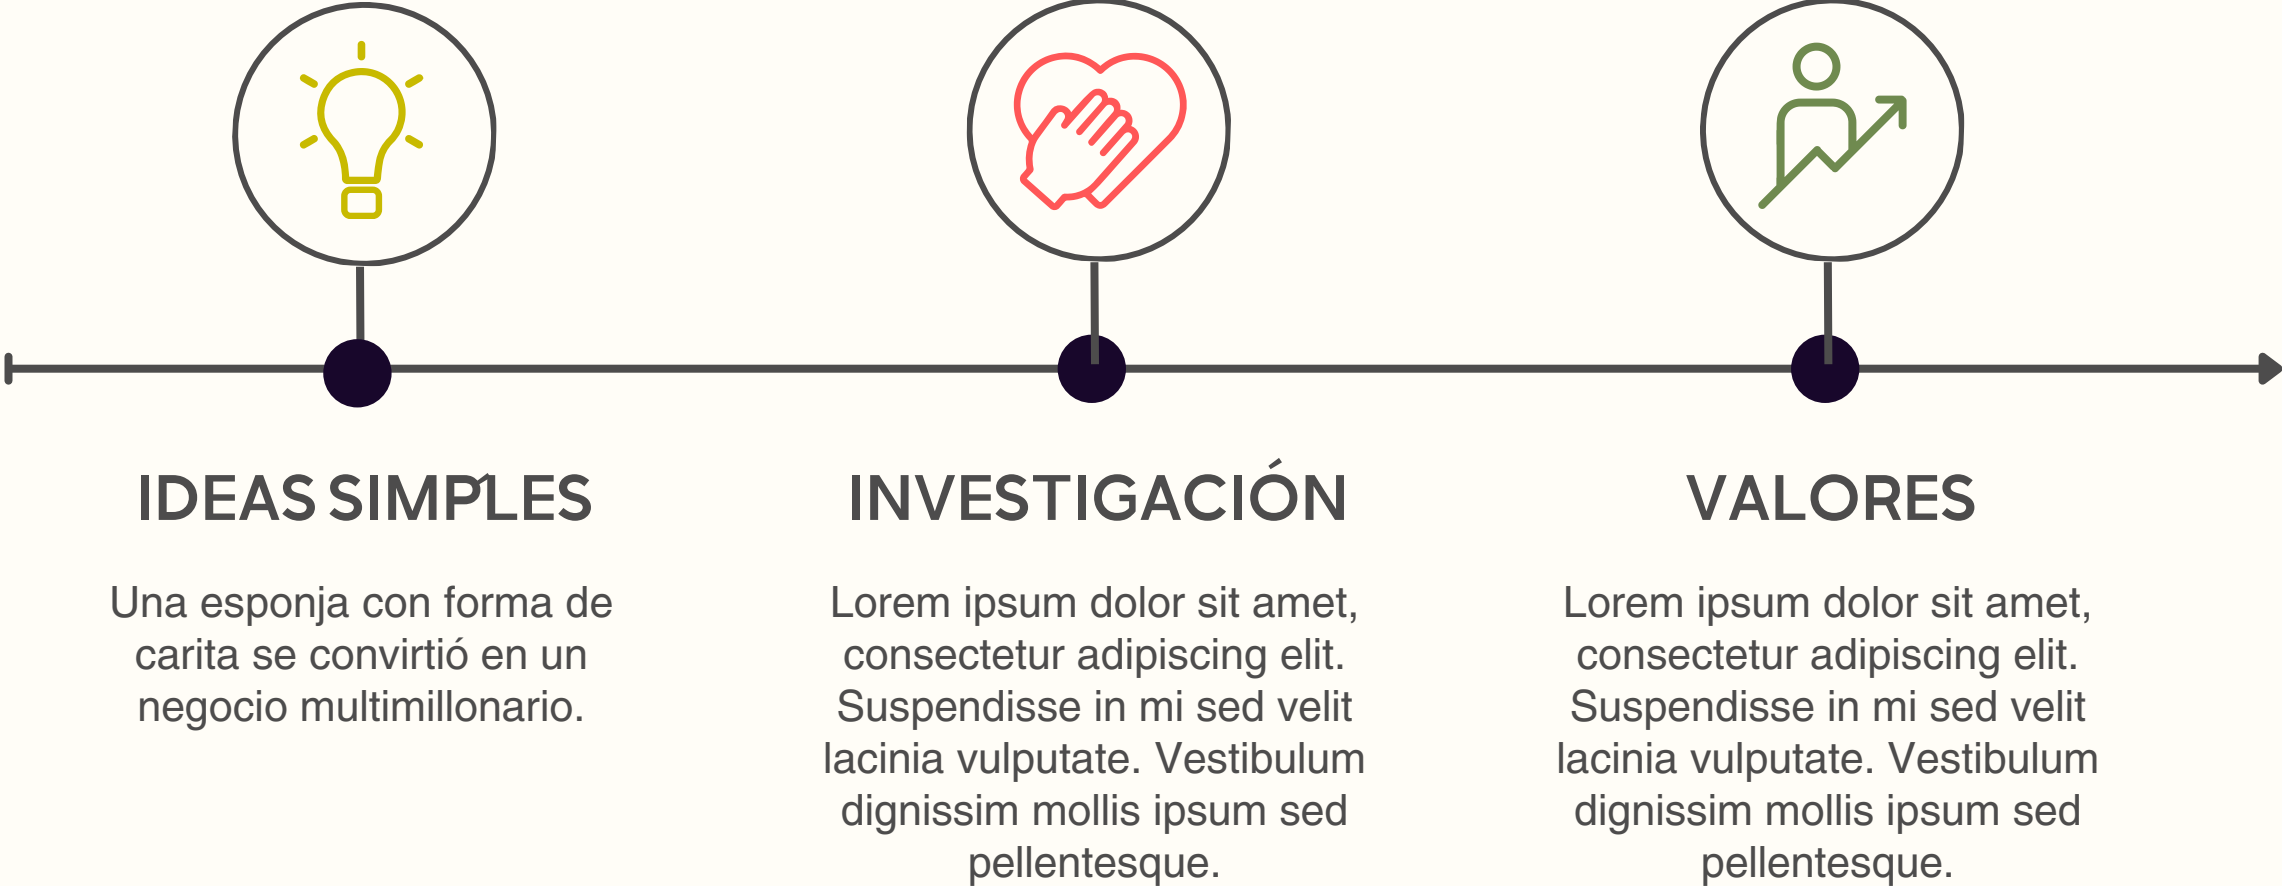 IDEAS SIMPLES
Una esponja con forma de
carita se convirtió en un
negocio multimillonario.
INVESTIGACIÓN
Lorem ipsum dolor sit amet,
consectetur adipiscing elit.
Suspendisse in mi sed velit
lacinia vulputate. Vestibulum
dignissim mollis ipsum sed
pellentesque.
VALORES
Lorem ipsum dolor sit amet,
consectetur adipiscing elit.
Suspendisse in mi sed velit
lacinia vulputate. Vestibulum
dignissim mollis ipsum sed
pellentesque.